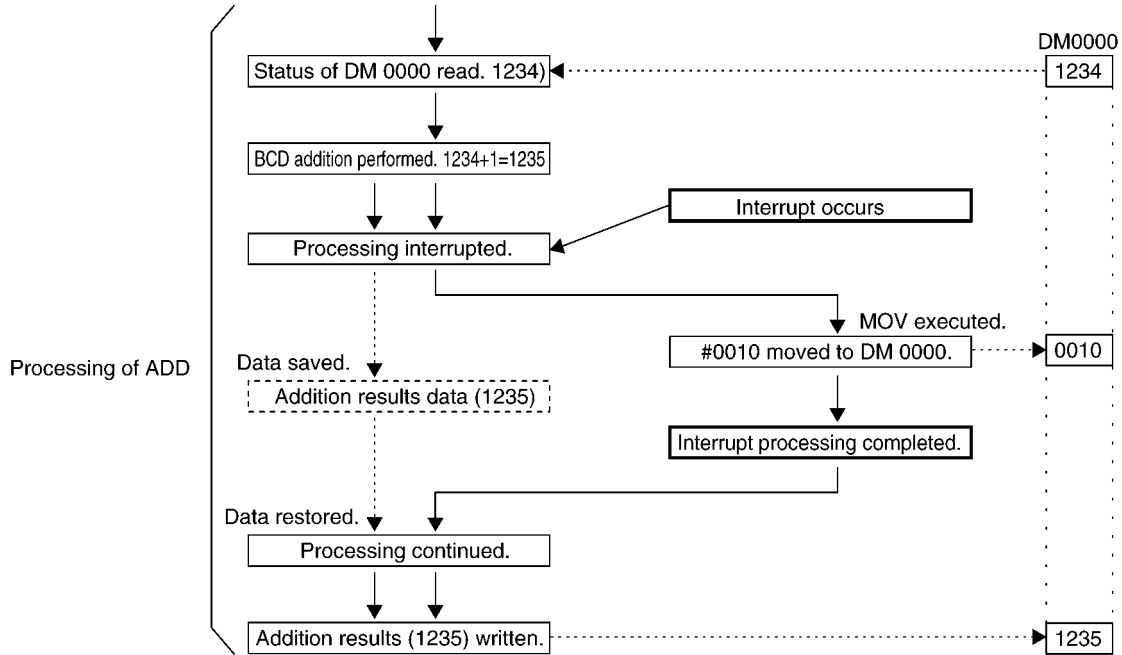 DM0000
Status of DM 0000 read. 1234)
1234
BCD addition performed. 1234+1=1235
Interrupt occurs
Processing interrupted.
MOV executed.
#0010 moved to DM 0000.
0010
Processing of ADD
Data saved.
Addition results data (1235)
Interrupt processing completed.
Data restored.
Processing continued.
Addition results (1235) written.
1235